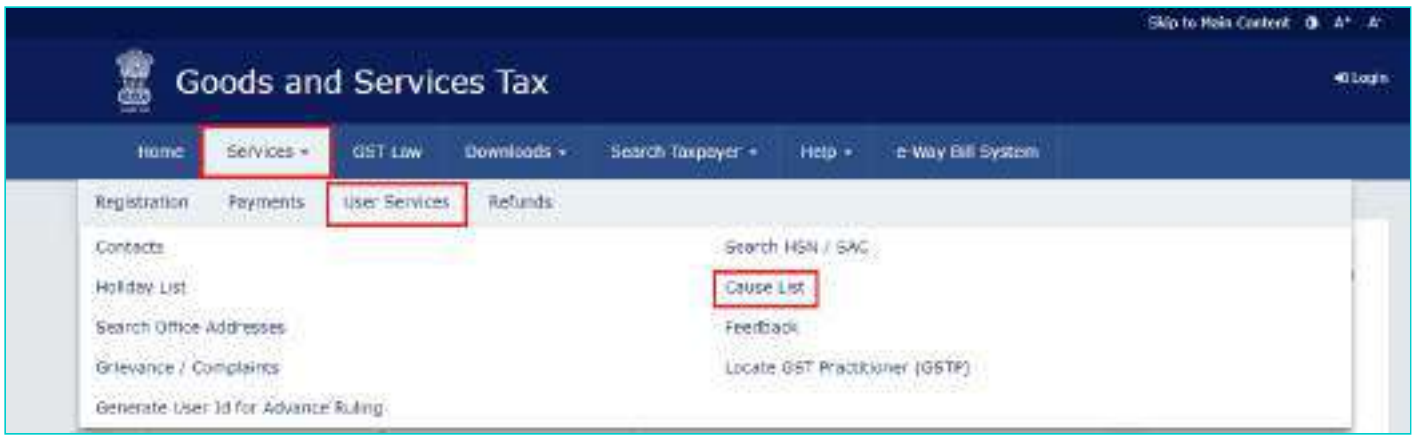 Skip to Main Content A+ A-
Goods and Services Tax
Login
Home Services GST Law Downloads Search Taxpayer Help e-Way Bill System
Registration Payments User Services Refunds
Contacts Search HSN / SAC
Holiday List Cause List
Search Office Addresses Feedback
Grievance / Complaints Locate GST Practitioner (GSTP)
Generate User Id for Advance Ruling